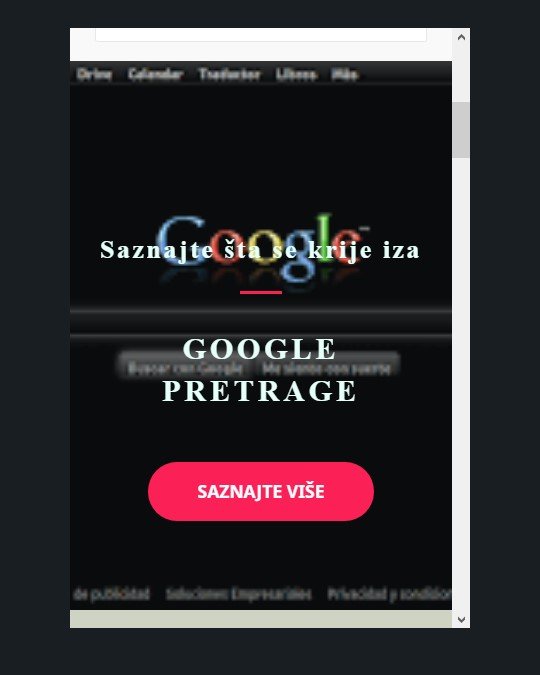 Drive Calendar Traductor Libros Más
Google
Saznajte šta se krije iza
GOOGLE
PRETRAGE
Buscar con Google Me siento con suerte
SAZNAJTE VIŠE
de publicidad Soluciones Empresariales Privacidad y condicion